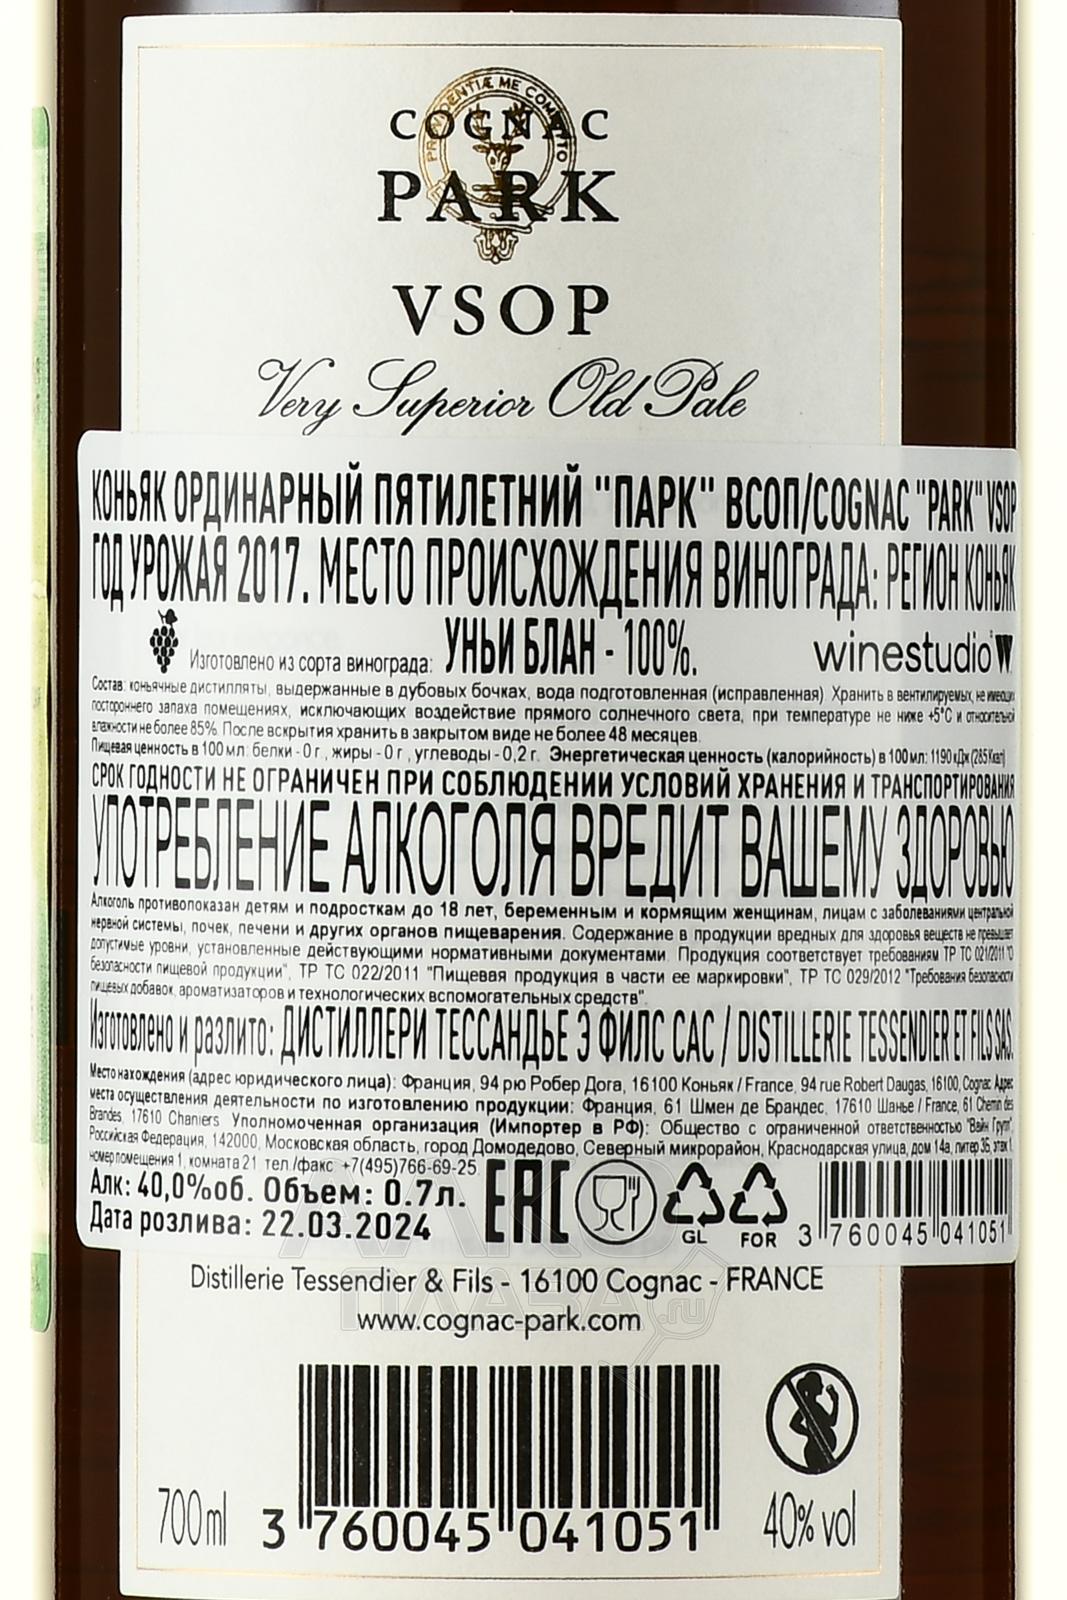 PROVIDENTIÆ ME COMMITTO
COGNAC
PARK
VSOP
Very Superior Old Pale
КОНЬЯК ОРДИНАРНЫЙ ПЯТИЛЕТНИЙ "ПАРК" ВСОП/COGNAC "PARK" VSOP
ГОД УРОЖАЯ 2017. МЕСТО ПРОИСХОЖДЕНИЯ ВИНОГРАДА: РЕГИОН КОНЬЯК
Изготовлено из сорта винограда: УНЬИ БЛАН - 100%. winestudio W
Состав: коньячные дистилляты, выдержанные в дубовых бочках, вода подготовленная (исправленная) Хранить в вентилируемых, не имеющих
постороннего запаха помещениях, исключающих воздействие прямого солнечного света, при температуре не ниже +5°С и относительной
влажности не более 85%. После вскрытия хранить в закрытом виде не более 48 месяцев.
Пищевая ценность в 100 мл: белки - 0 г, жиры - 0 г, углеводы - 0,2 г. Энергетическая ценность (калорийность) в 100 мл: 1190 кДж (285 Ккал)
СРОК ГОДНОСТИ НЕ ОГРАНИЧЕН ПРИ СОБЛЮДЕНИИ УСЛОВИЙ ХРАНЕНИЯ И ТРАНСПОРТИРОВАНИЯ
УПОТРЕБЛЕНИЕ АЛКОГОЛЯ ВРЕДИТ ВАШЕМУ ЗДОРОВЬЮ
Алкоголь противопоказан детям и подросткам до 18 лет, беременным и кормящим женщинам, лицам с заболеваниями центральной
нервной системы, почек, печени и других органов пищеварения. Содержание в продукции вредных для здоровья веществ не превышает
допустимые уровни, установленные действующими нормативными документами. Продукция соответствует требованиям ТР ТС 021/2011 "О
безопасности пищевой продукции", ТР ТС 022/2011 "Пищевая продукция в части ее маркировки", ТР ТС 029/2012 "Требования безопасности
пищевых добавок, ароматизаторов и технологических вспомогательных средств".
Изготовлено и разлито: ДИСТИЛЛЕРИ ТЕССАНДЬЕ Э ФИЛС САС / DISTILLERIE TESSENDIER ET FILS SAS.
Место нахождения (адрес юридического лица): Франция, 94 рю Робер Дога, 16100 Коньяк / France, 94 rue Robert Daugas, 16100, Cognac Адрес
места осуществления деятельности по изготовлению продукции: Франция, 61 Шмен де Брандес, 17610 Шанье / France, 61 Chemin des
Brandes, 17610 Chaniers Уполномоченная организация (Импортер в РФ): Общество с ограниченной ответственностью "Вайн Групп",
Российская Федерация, 142000, Московская область, город Домодедово, Северный микрорайон, Краснодарская улица, дом 14а, литер 3Б, этаж 1,
номер помещения 1, комната 21 тел./факс +7(495)766-69-25
Алк: 40,0%об. Объем: 0.7л.
Дата розлива: 22.03.2024
EAC
GL
FOR
3 760045 041051
АЛКО
ПЛАЗА.ru
Distillerie Tessendier & Fils - 16100 Cognac - FRANCE
www.cognac-park.com
700 ml
3 760045 041051
40% vol